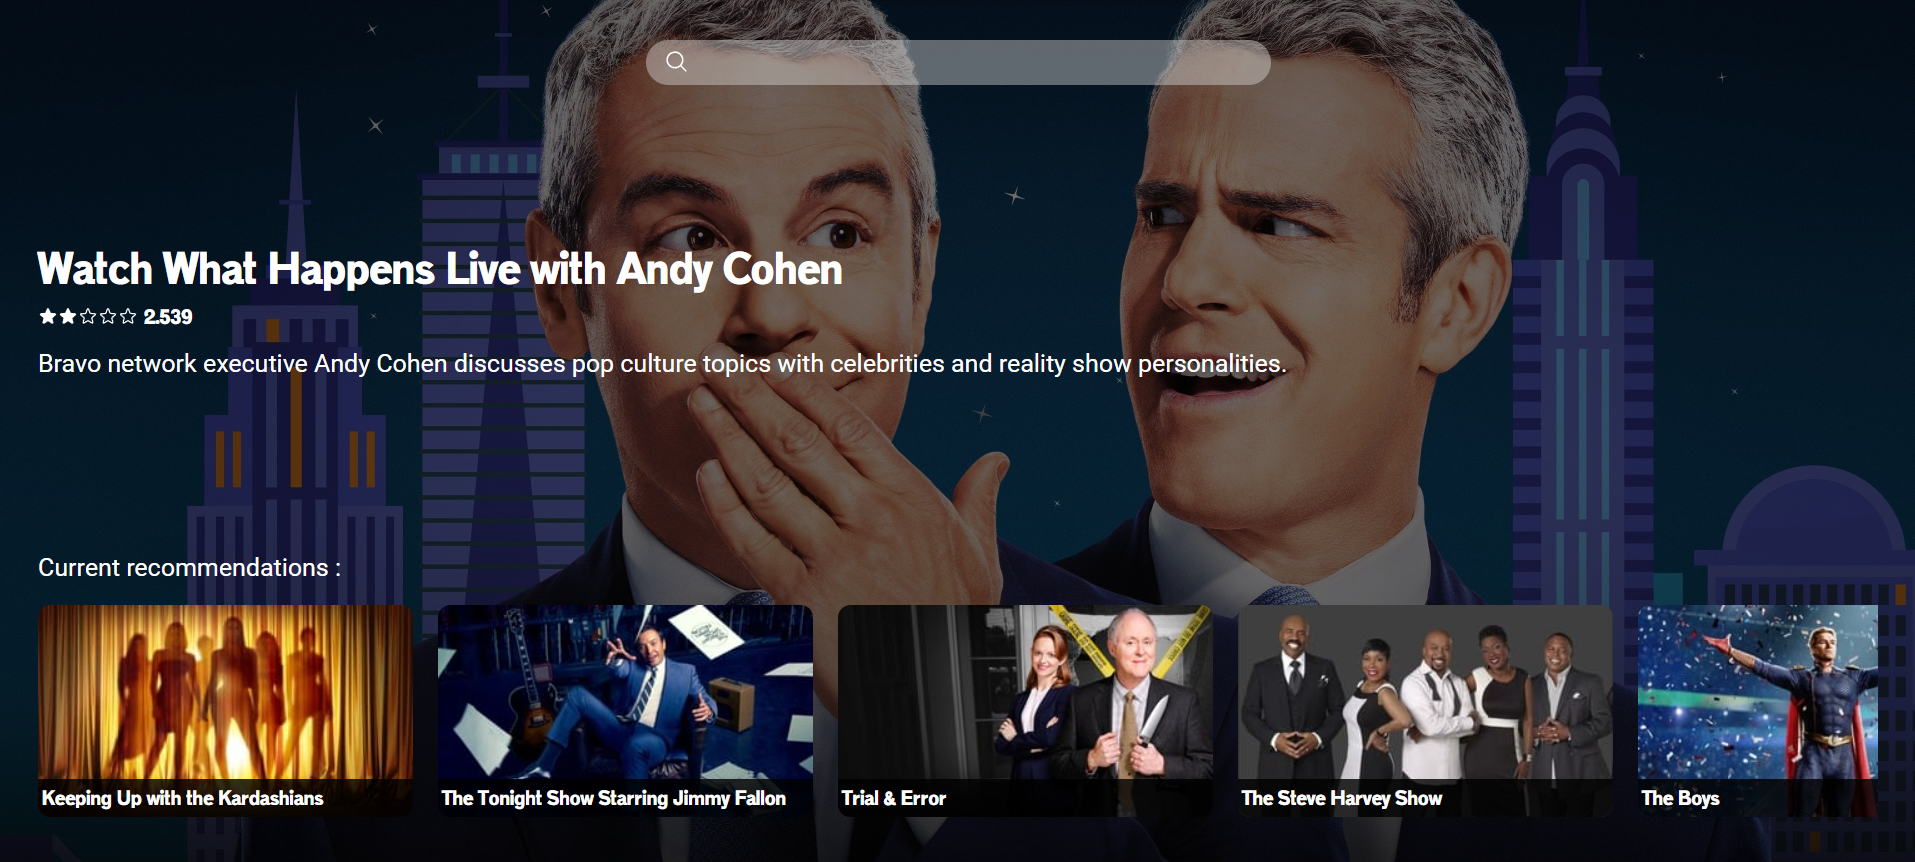 Watch What Happens Live with Andy Cohen
2.539
Bravo network executive Andy Cohen discusses pop culture topics with celebrities and reality show personalities.
Current recommendations :
Keeping Up with the Kardashians
The Tonight Show Starring Jimmy Fallon
Trial & Error
The Steve Harvey Show
The Boys